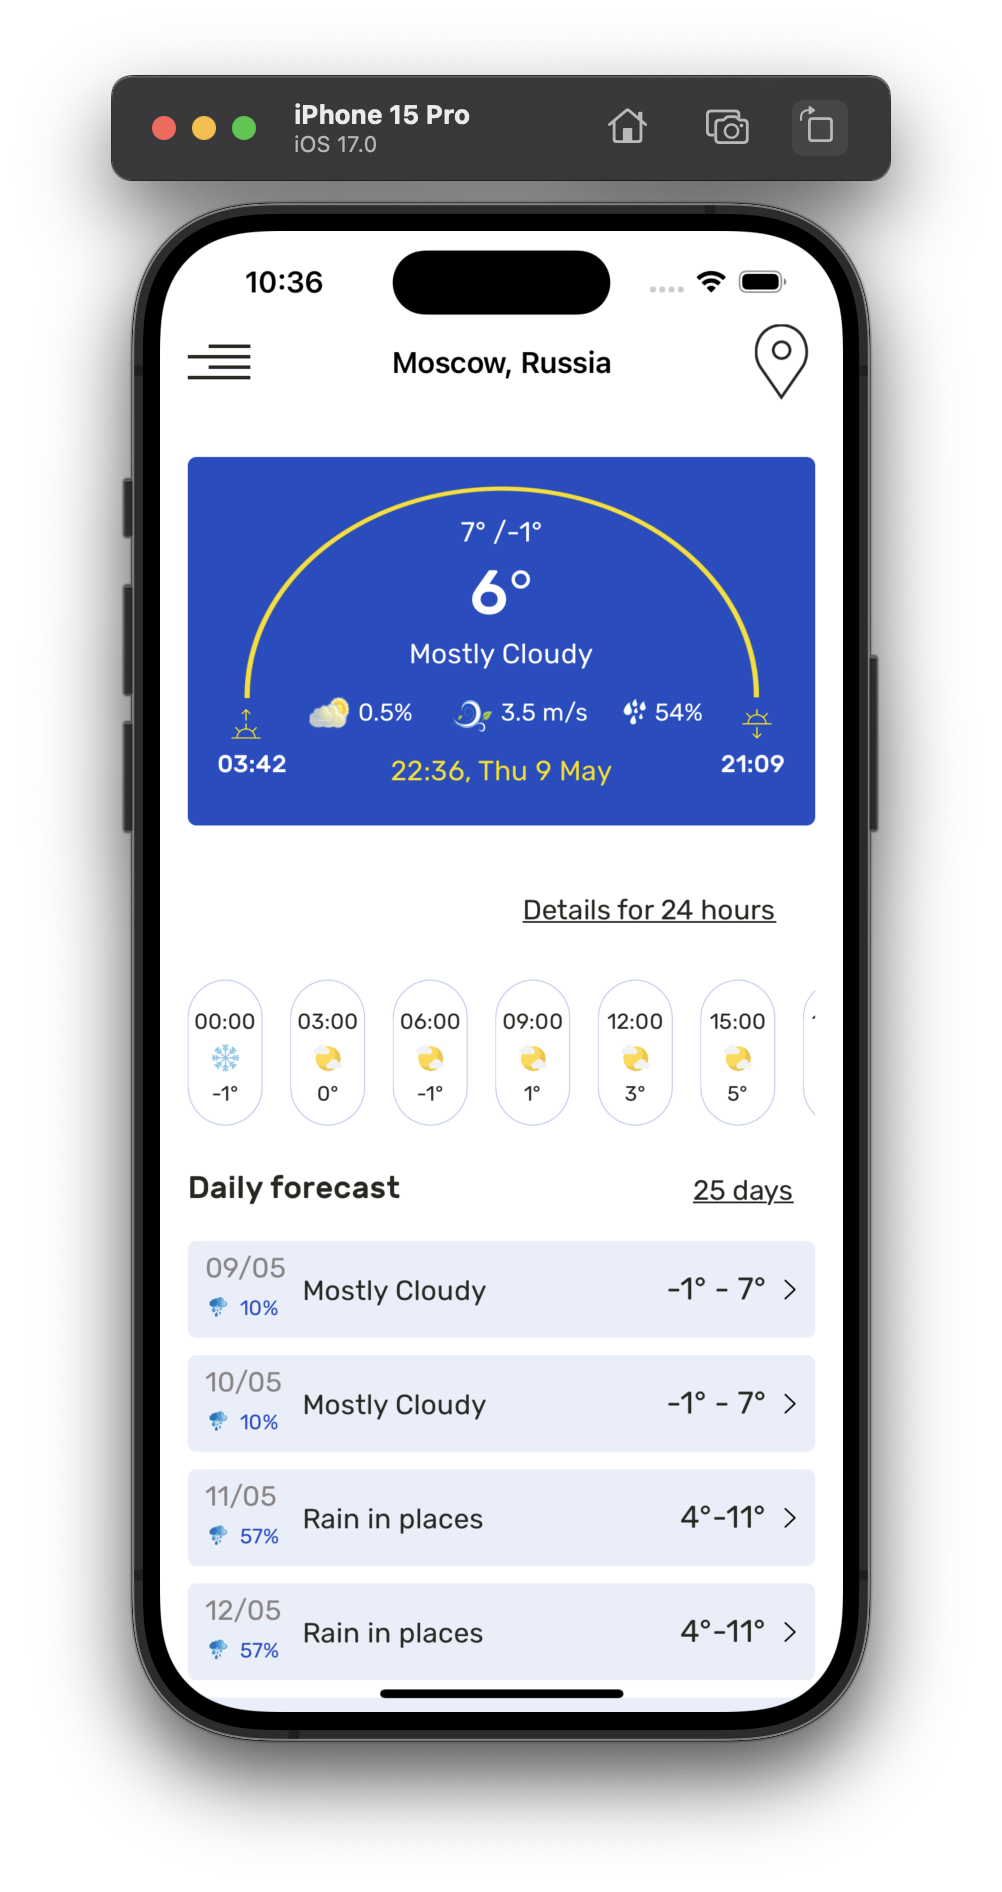 iPhone 15 Pro
iOS 17.0
10:36
Moscow, Russia
7° /-1°
6°
Mostly Cloudy
0.5% 3.5 m/s 54%
03:42 22:36, Thu 9 May 21:09
Details for 24 hours
00:00 03:00 06:00 09:00 12:00 15:00
-1° 0° -1° 1° 3° 5°
Daily forecast 25 days
09/05
10% Mostly Cloudy -1° - 7°
10/05
10% Mostly Cloudy -1° - 7°
11/05
57% Rain in places 4°-11°
12/05
57% Rain in places 4°-11°